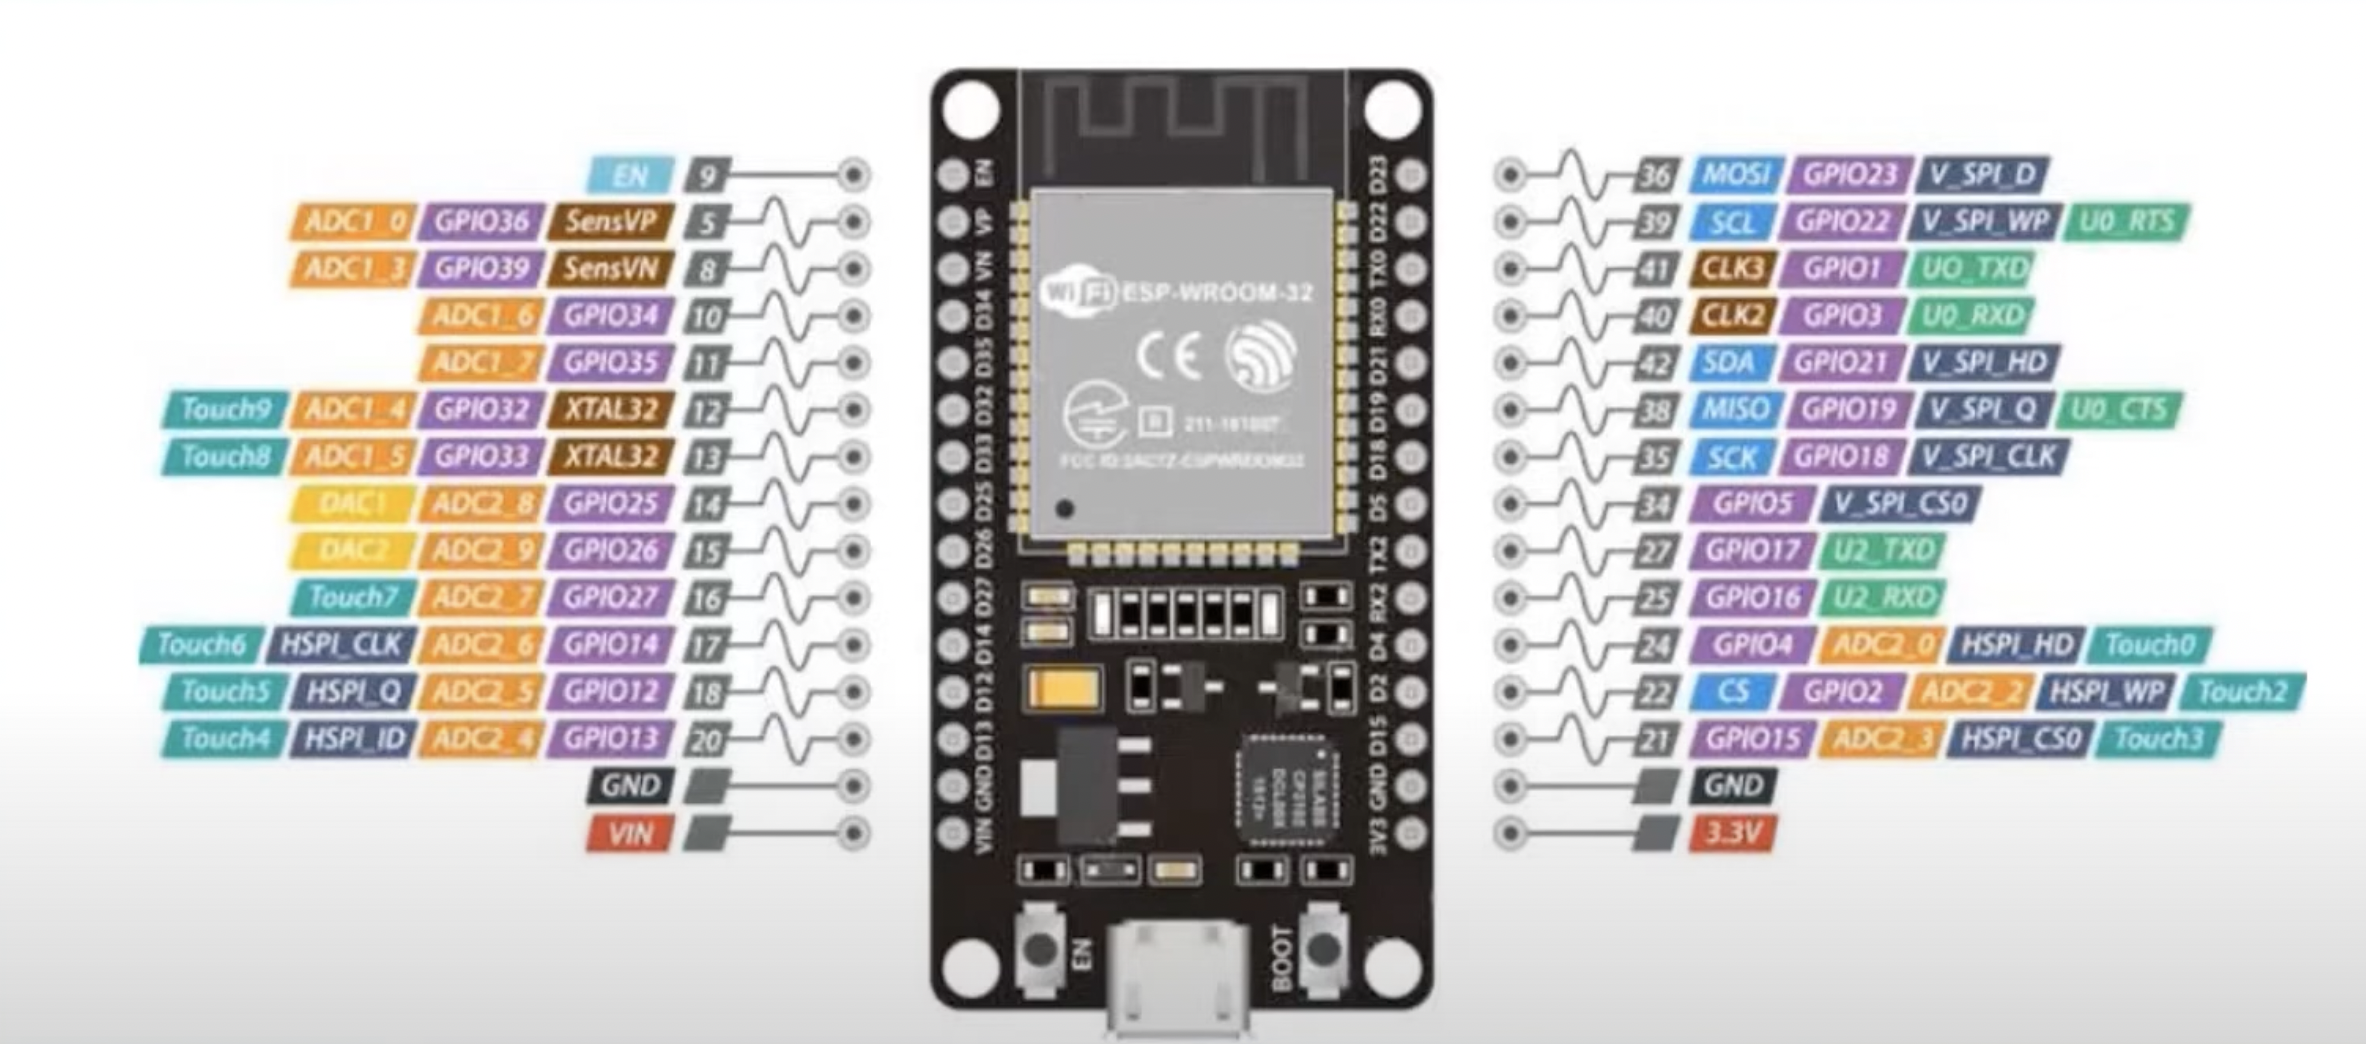 EN 9
ADC1_0 GPIO36 SensVP 5
ADC1_3 GPIO39 SensVN 8
ADC1_6 GPIO34 10
ADC1_7 GPIO35 11
Touch9 ADC1_4 GPIO32 XTAL32 12
Touch8 ADC1_5 GPIO33 XTAL32 13
DAC1 ADC2_8 GPIO25 14
DAC2 ADC2_9 GPIO26 15
Touch7 ADC2_7 GPIO27 16
Touch6 HSPI_CLK ADC2_6 GPIO14 17
Touch5 HSPI_Q ADC2_5 GPIO12 18
Touch4 HSPI_ID ADC2_4 GPIO13 20
GND
VIN
EN
VP
VN
D34
D35
D32
D33
D25
D26
D27
D14
D12
D13
GND
VIN
WiFi ESP-WROOM-32
CE
R
SILABS
EN
BOOT
D23
D22
TX0
RX0
D21
D19
D18
D5
TX2
RX2
D4
D2
D15
GND
3V3
36 MOSI GPIO23 V_SPI_D
39 SCL GPIO22 V_SPI_WP U0_RTS
41 CLK3 GPIO1 UO_TXD
40 CLK2 GPIO3 U0_RXD
42 SDA GPIO21 V_SPI_HD
38 MISO GPIO19 V_SPI_Q U0_CTS
35 SCK GPIO18 V_SPI_CLK
34 GPIO5 V_SPI_CS0
27 GPIO17 U2_TXD
25 GPIO16 U2_RXD
24 GPIO4 ADC2_0 HSPI_HD Touch0
22 CS GPIO2 ADC2_2 HSPI_WP Touch2
21 GPIO15 ADC2_3 HSPI_CS0 Touch3
GND
3.3V